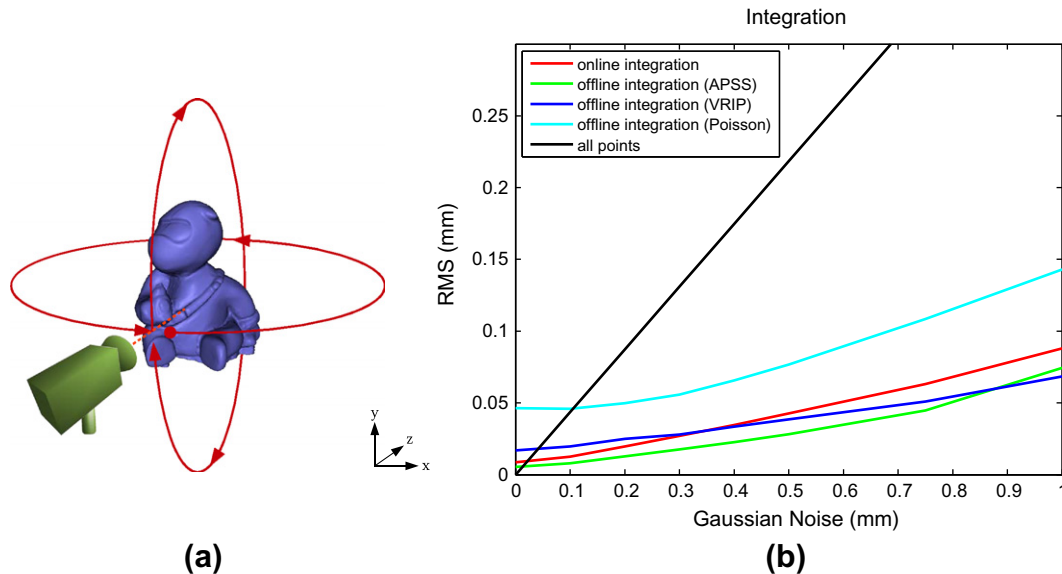 y
z
x
(a)
Integration
online integration
offline integration (APSS)
offline integration (VRIP)
offline integration (Poisson)
all points
RMS (mm)
0.25
0.2
0.15
0.1
0.05
0
0 0.1 0.2 0.3 0.4 0.5 0.6 0.7 0.8 0.9 1
Gaussian Noise (mm)
(b)